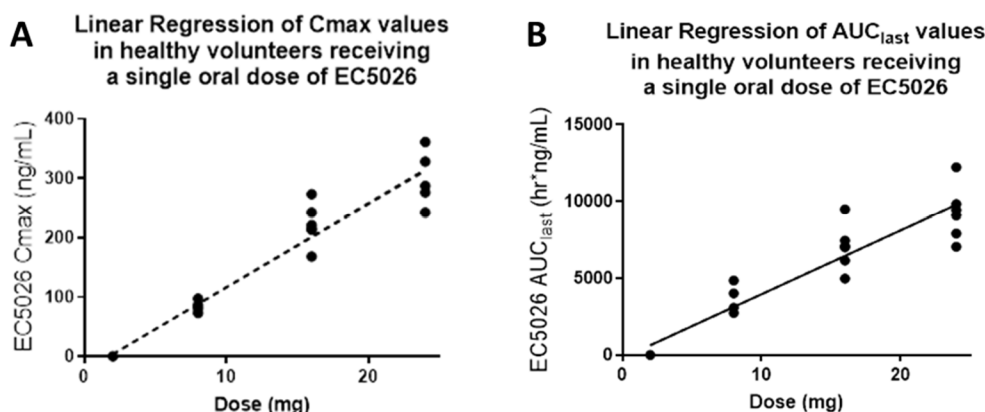 A
Linear Regression of Cmax values
in healthy volunteers receiving
a single oral dose of EC5026
EC5026 Cmax (ng/mL)
400
300
200
100
0
0
10
20
Dose (mg)
B
Linear Regression of AUClast values
in healthy volunteers receiving
a single oral dose of EC5026
EC5026 AUClast (hr*ng/mL)
15000
10000
5000
0
0
10
20
Dose (mg)